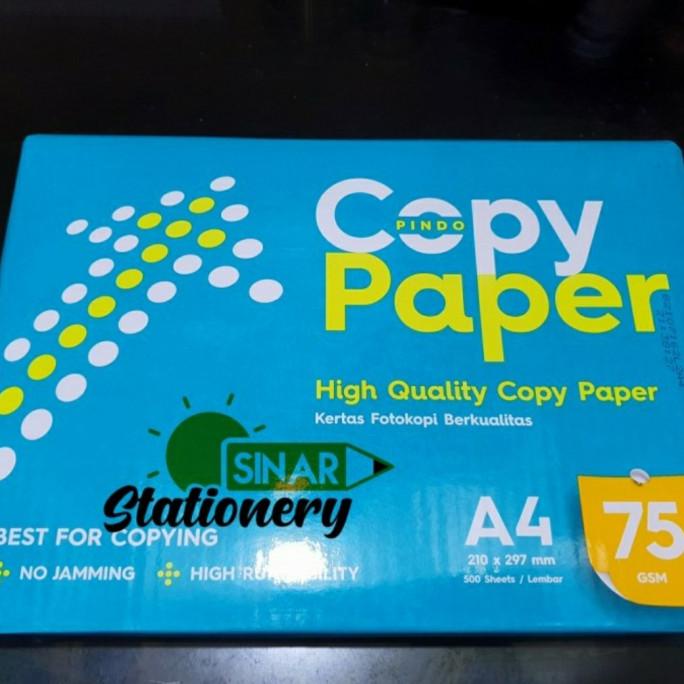 Copy
PINDO
Paper
High Quality Copy Paper
Kertas Fotokopi Berkualitas
SINAR
Stationery
BEST FOR COPYING
NO JAMMING
HIGH
A4
210 x 297 mm
500 Sheets / Lembar
75
GSM